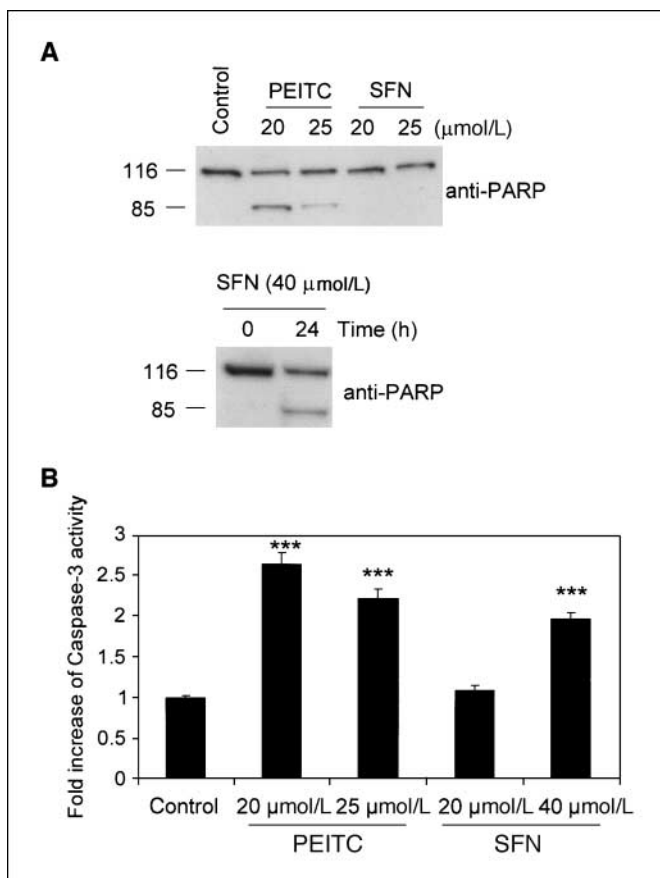 A
Control
PEITC SFN
20 25 20 25 (μmol/L)
116
85
anti-PARP
SFN (40 μmol/L)
0 24 Time (h)
116
85
anti-PARP
B
Fold increase of Caspase-3 activity
3
2.5
2
1.5
1
0.5
0
***
***
***
Control 20 μmol/L 25 μmol/L 20 μmol/L 40 μmol/L
PEITC SFN